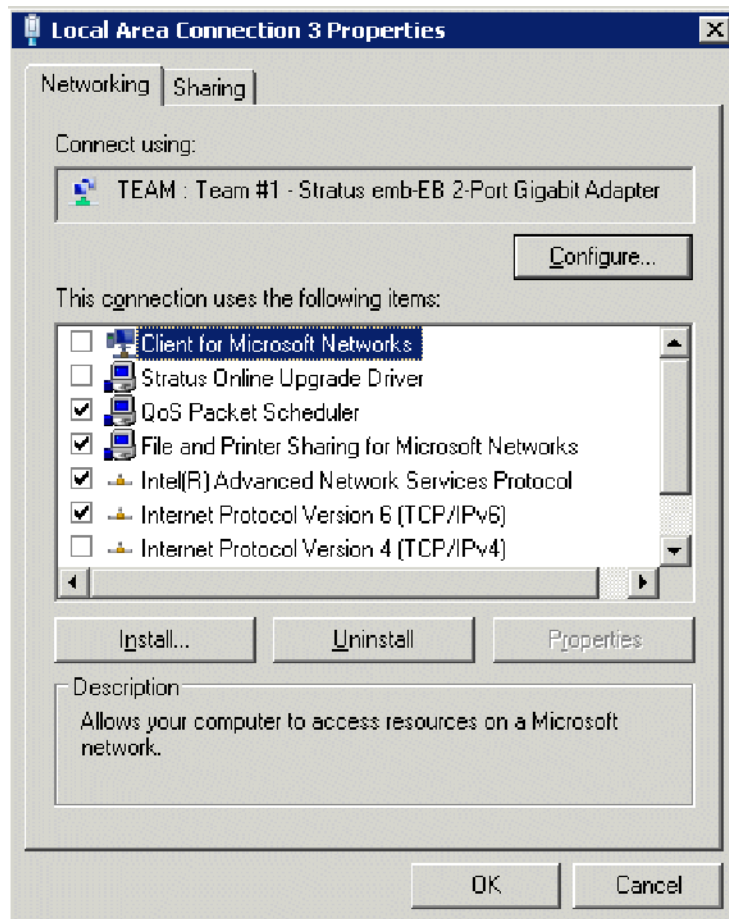 Local Area Connection 3 Properties
Networking
Sharing
Connect using:
TEAM : Team #1 - Stratus emb-EB 2-Port Gigabit Adapter
Configure...
This connection uses the following items:
Client for Microsoft Networks
Stratus Online Upgrade Driver
QoS Packet Scheduler
File and Printer Sharing for Microsoft Networks
Intel(R) Advanced Network Services Protocol
Internet Protocol Version 6 (TCP/IPv6)
Internet Protocol Version 4 (TCP/IPv4)
Install...
Uninstall
Properties
Description
Allows your computer to access resources on a Microsoft
network.
OK
Cancel